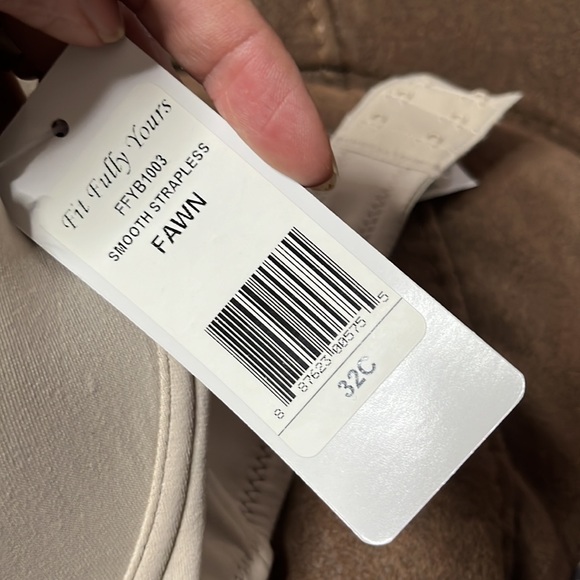 Fit Fully Yours
FFYB1003
SMOOTH STRAPLESS
FAWN
8 87623 00575 5
32C